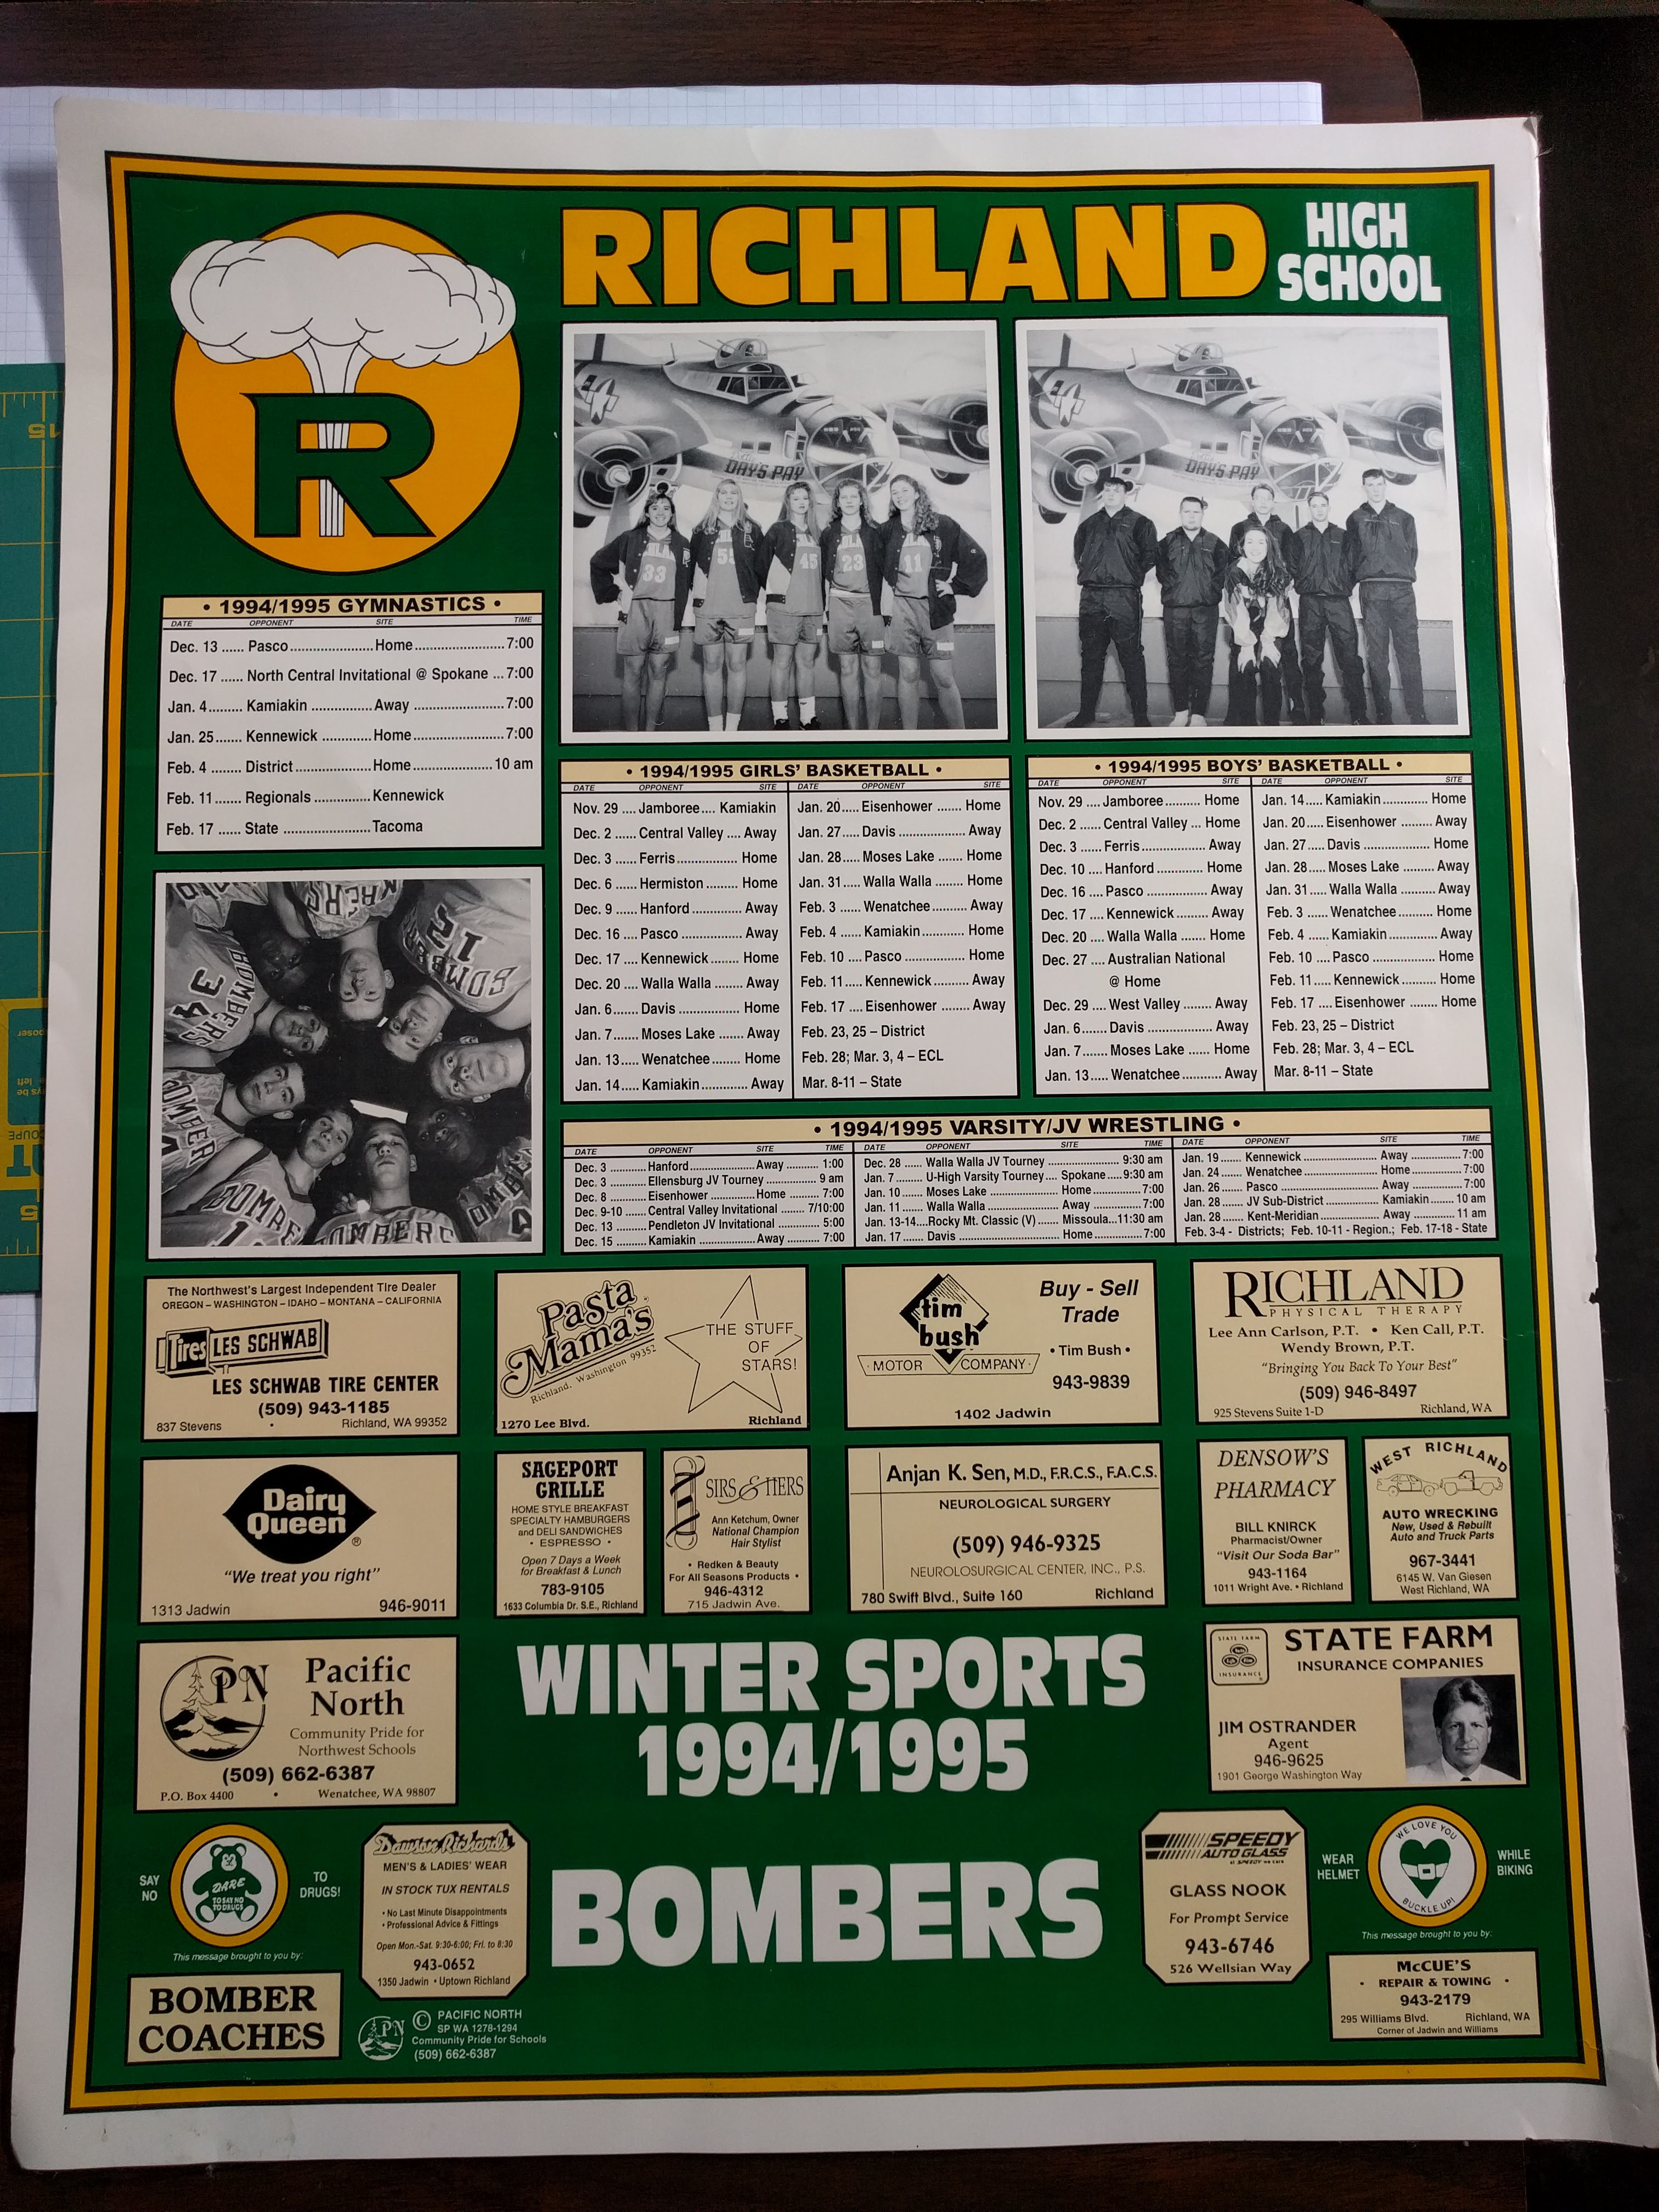 RICHLAND HIGH SCHOOL
R
DAY'S PAY
DAY'S PAY
33
45
23
11
• 1994/1995 GYMNASTICS •
DATE OPPONENT SITE TIME
Dec. 13 ...... Pasco ...................... Home ........................ 7:00
Dec. 17 ...... North Central Invitational @ Spokane ... 7:00
Jan. 4 ......... Kamiakin ................ Away ........................ 7:00
Jan. 25 ....... Kennewick .............. Home ........................ 7:00
Feb. 4 ........ District .................... Home ..................... 10 am
Feb. 11 ....... Regionals ............... Kennewick
Feb. 17 ...... State ....................... Tacoma
• 1994/1995 GIRLS' BASKETBALL •
DATE OPPONENT SITE
Nov. 29 .... Jamboree .... Kamiakin
Dec. 2 ...... Central Valley .... Away
Dec. 3 ...... Ferris ................ Home
Dec. 6 ...... Hermiston ......... Home
Dec. 9 ...... Hanford ............. Away
Dec. 16 .... Pasco ................ Away
Dec. 17 .... Kennewick ........ Home
Dec. 20 .... Walla Walla ....... Away
Jan. 6 ....... Davis ................. Home
Jan. 7 ....... Moses Lake ...... Away
Jan. 13 ..... Wenatchee ........ Home
Jan. 14 ..... Kamiakin ........... Away
DATE OPPONENT SITE
Jan. 20 ..... Eisenhower ....... Home
Jan. 27 ..... Davis ................. Away
Jan. 28 ..... Moses Lake ....... Home
Jan. 31 ..... Walla Walla ........ Home
Feb. 3 ...... Wenatchee .......... Away
Feb. 4 ...... Kamiakin ............ Home
Feb. 10 .... Pasco ................. Home
Feb. 11 .... Kennewick .......... Away
Feb. 17 .... Eisenhower ......... Away
Feb. 23, 25 – District
Feb. 28; Mar. 3, 4 – ECL
Mar. 8-11 – State
• 1994/1995 BOYS' BASKETBALL •
DATE OPPONENT SITE
Nov. 29 .... Jamboree .......... Home
Dec. 2 ...... Central Valley ... Home
Dec. 3 ...... Ferris ................ Away
Dec. 10 .... Hanford ............ Home
Dec. 16 .... Pasco ................ Away
Dec. 17 .... Kennewick ........ Away
Dec. 20 .... Walla Walla ....... Home
Dec. 27 .... Australian National
@ Home
Dec. 29 .... West Valley ....... Away
Jan. 6 ....... Davis ................. Away
Jan. 7 ....... Moses Lake ...... Home
Jan. 13 ..... Wenatchee .......... Away
DATE OPPONENT SITE
Jan. 14 ..... Kamiakin ............ Home
Jan. 20 ..... Eisenhower ......... Away
Jan. 27 ..... Davis .................. Home
Jan. 28 ..... Moses Lake ........ Away
Jan. 31 ..... Walla Walla ........ Away
Feb. 3 ...... Wenatchee .......... Home
Feb. 4 ...... Kamiakin ............ Away
Feb. 10 .... Pasco ................. Home
Feb. 11 .... Kennewick .......... Home
Feb. 17 .... Eisenhower ........ Home
Feb. 23, 25 – District
Feb. 28; Mar. 3, 4 – ECL
Mar. 8-11 – State
BOMBERS
12
BOMBERS
34
BOMBER
BOMBE
BOMBERS
• 1994/1995 VARSITY/JV WRESTLING •
DATE OPPONENT SITE TIME
Dec. 3 ........ Hanford ................. Away .......... 1:00
Dec. 3 ........ Ellensburg JV Tourney ................ 9 am
Dec. 8 ........ Eisenhower ........... Home ......... 7:00
Dec. 9-10 .... Central Valley Invitational ........ 7/10:00
Dec. 13 ...... Pendleton JV Invitational ............ 5:00
Dec. 15 ...... Kamiakin .............. Away .......... 7:00
DATE OPPONENT SITE TIME
Dec. 28 ...... Walla Walla JV Tourney ................ 9:30 am
Jan. 7 ........ U-High Varsity Tourney .... Spokane ..... 9:30 am
Jan. 10 ....... Moses Lake .................. Home ............. 7:00
Jan. 11 ....... Walla Walla .................. Away ............. 7:00
Jan. 13-14 .... Rocky Mt. Classic (V) ...... Missoula ... 11:30 am
Jan. 17 ....... Davis ............................ Home ............. 7:00
DATE OPPONENT SITE TIME
Jan. 19 ...... Kennewick ................ Away ............. 7:00
Jan. 24 ...... Wenatchee ................ Home ............. 7:00
Jan. 26 ...... Pasco ........................ Away ............. 7:00
Jan. 28 ...... JV Sub-District ............ Kamiakin ...... 10 am
Jan. 28 ...... Kent-Meridian ............ Away ............ 11 am
Feb. 3-4 - Districts; Feb. 10-11 - Region.; Feb. 17-18 - State
The Northwest's Largest Independent Tire Dealer
OREGON – WASHINGTON – IDAHO – MONTANA – CALIFORNIA
Tires LES SCHWAB
LES SCHWAB TIRE CENTER
(509) 943-1185
837 Stevens • Richland, WA 99352
Pasta Mama's
Richland, Washington 99352
THE STUFF
OF
STARS!
1270 Lee Blvd. Richland
tim bush
MOTOR COMPANY
Buy - Sell
Trade
• Tim Bush •
943-9839
1402 Jadwin
RICHLAND
PHYSICAL THERAPY
Lee Ann Carlson, P.T. • Ken Call, P.T.
Wendy Brown, P.T.
"Bringing You Back To Your Best"
(509) 946-8497
925 Stevens Suite 1-D Richland, WA
Dairy Queen ®
"We treat you right"
1313 Jadwin 946-9011
SAGEPORT
GRILLE
HOME STYLE BREAKFAST
SPECIALTY HAMBURGERS
and DELI SANDWICHES
• ESPRESSO •
Open 7 Days a Week
for Breakfast & Lunch
783-9105
1633 Columbia Dr. S.E., Richland
SIRS & HERS
Ann Ketchum, Owner
National Champion
Hair Stylist
• Redken & Beauty
For All Seasons Products •
946-4312
715 Jadwin Ave.
Anjan K. Sen, M.D., F.R.C.S., F.A.C.S.
NEUROLOGICAL SURGERY
(509) 946-9325
NEUROLOSURGICAL CENTER, INC., P.S.
780 Swift Blvd., Suite 160 Richland
DENSOW'S
PHARMACY
BILL KNIRCK
Pharmacist/Owner
"Visit Our Soda Bar"
943-1164
1011 Wright Ave. • Richland
WEST RICHLAND
AUTO WRECKING
New, Used & Rebuilt
Auto and Truck Parts
967-3441
6145 W. Van Giesen
West Richland, WA
PN
Pacific
North
Community Pride for
Northwest Schools
(509) 662-6387
P.O. Box 4400 • Wenatchee, WA 98807
WINTER SPORTS
1994/1995
BOMBERS
STATE FARM
INSURANCE
STATE FARM
INSURANCE COMPANIES
JIM OSTRANDER
Agent
946-9625
1901 George Washington Way
SAY
NO
DARE
TO SAY NO
TO DRUGS
TO
DRUGS!
This message brought to you by:
BOMBER
COACHES
Dawson Richards
MEN'S & LADIES' WEAR
IN STOCK TUX RENTALS
• No Last Minute Disappointments
• Professional Advice & Fittings
Open Mon.-Sat. 9:30-6:00; Fri. to 8:30
943-0652
1350 Jadwin • Uptown Richland
PN
© PACIFIC NORTH
SP WA 1278-1294
Community Pride for Schools
(509) 662-6387
SPEEDY
AUTO GLASS
GLASS NOOK
For Prompt Service
943-6746
526 Wellsian Way
WEAR
HELMET
WE LOVE YOU
BUCKLE UP!
WHILE
BIKING
This message brought to you by:
McCUE'S
• REPAIR & TOWING •
943-2179
295 Williams Blvd. Richland, WA
Corner of Jadwin and Williams